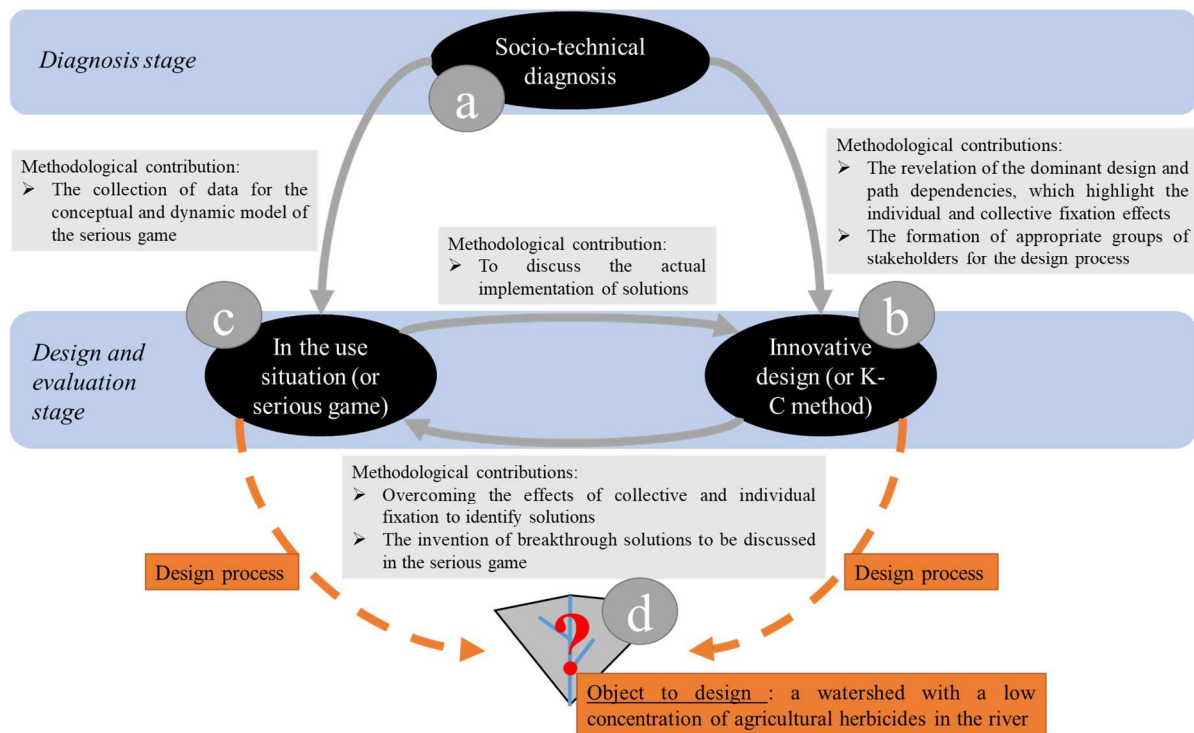 Socio-technical
diagnosis
Diagnosis stage
a
Methodological contribution:
➤ The collection of data for the
conceptual and dynamic model of
the serious game
Methodological contributions:
➤ The revelation of the dominant design and
path dependencies, which highlight the
individual and collective fixation effects
➤ The formation of appropriate groups of
stakeholders for the design process
Methodological contribution:
➤ To discuss the actual
implementation of solutions
c
b
Design and
evaluation
stage
In the use
situation (or
serious game)
Innovative
design (or K-
C method)
Methodological contributions:
➤ Overcoming the effects of collective and individual
fixation to identify solutions
➤ The invention of breakthrough solutions to be discussed
in the serious game
Design process
Design process
d
?
Object to design : a watershed with a low
concentration of agricultural herbicides in the river